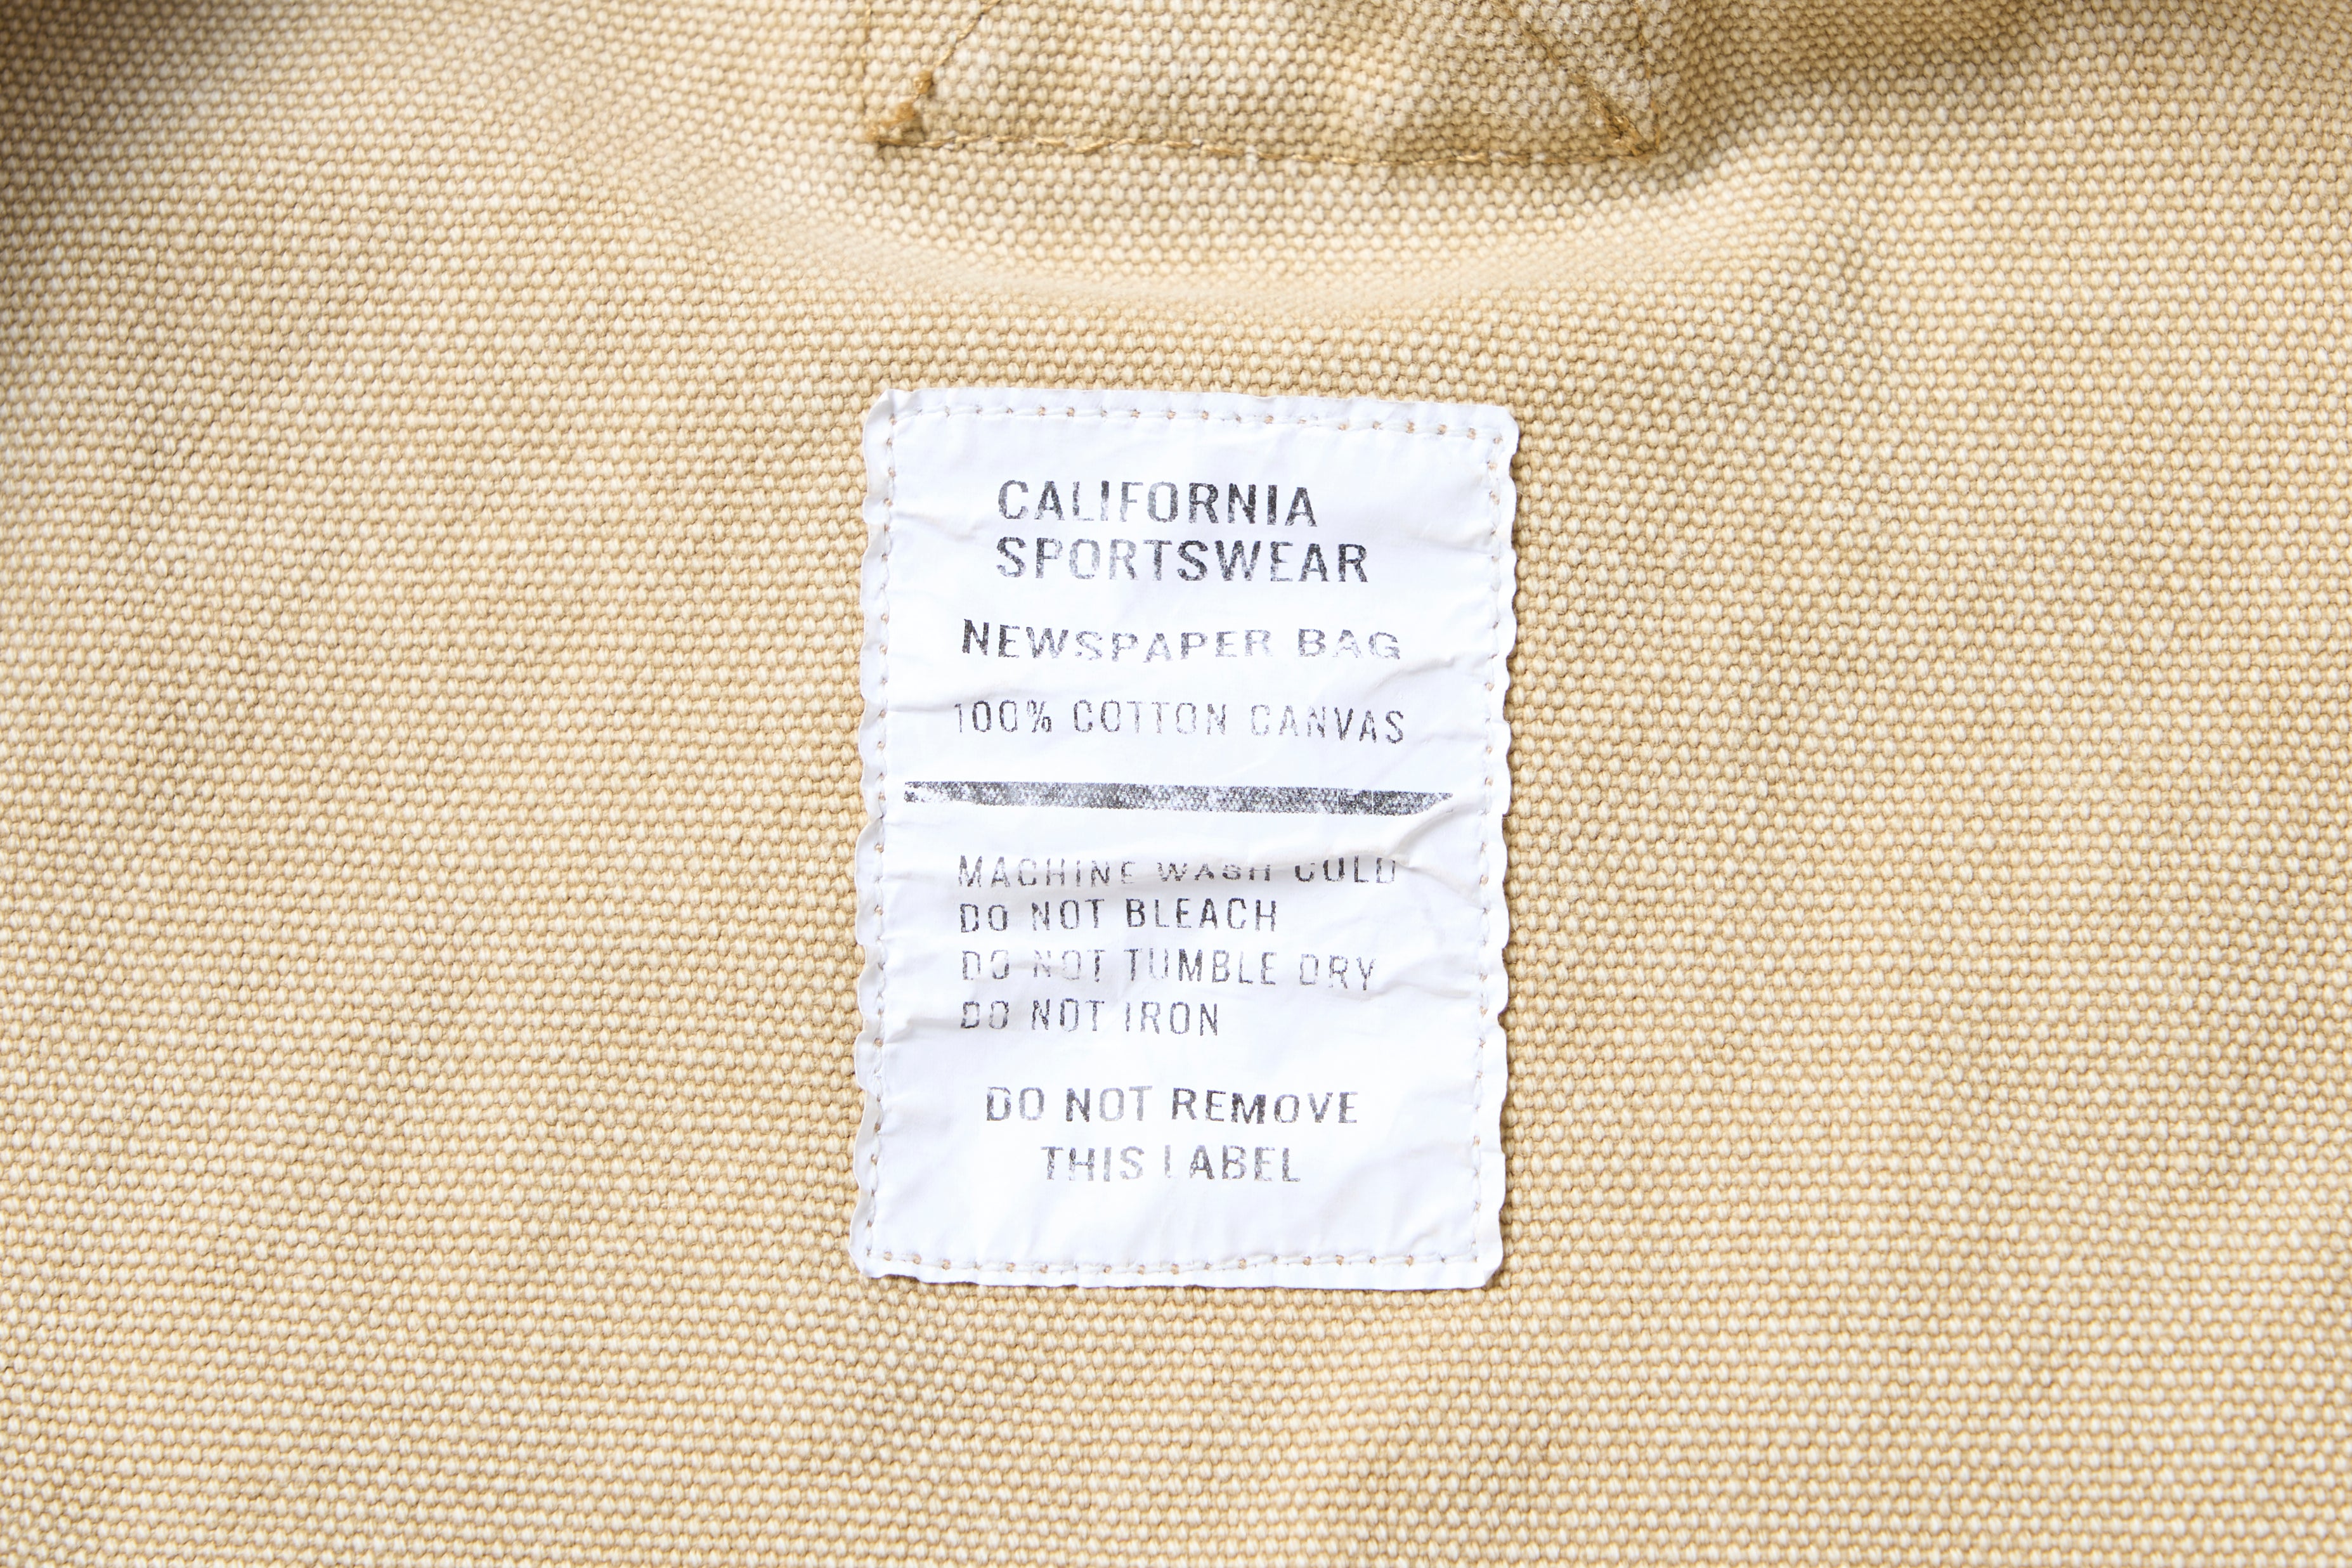 CALIFORNIA
SPORTSWEAR
NEWSPAPER BAG
100% COTTON CANVAS
MACHINE WASH COLD
DO NOT BLEACH
DO NOT TUMBLE DRY
DO NOT IRON
DO NOT REMOVE
THIS LABEL